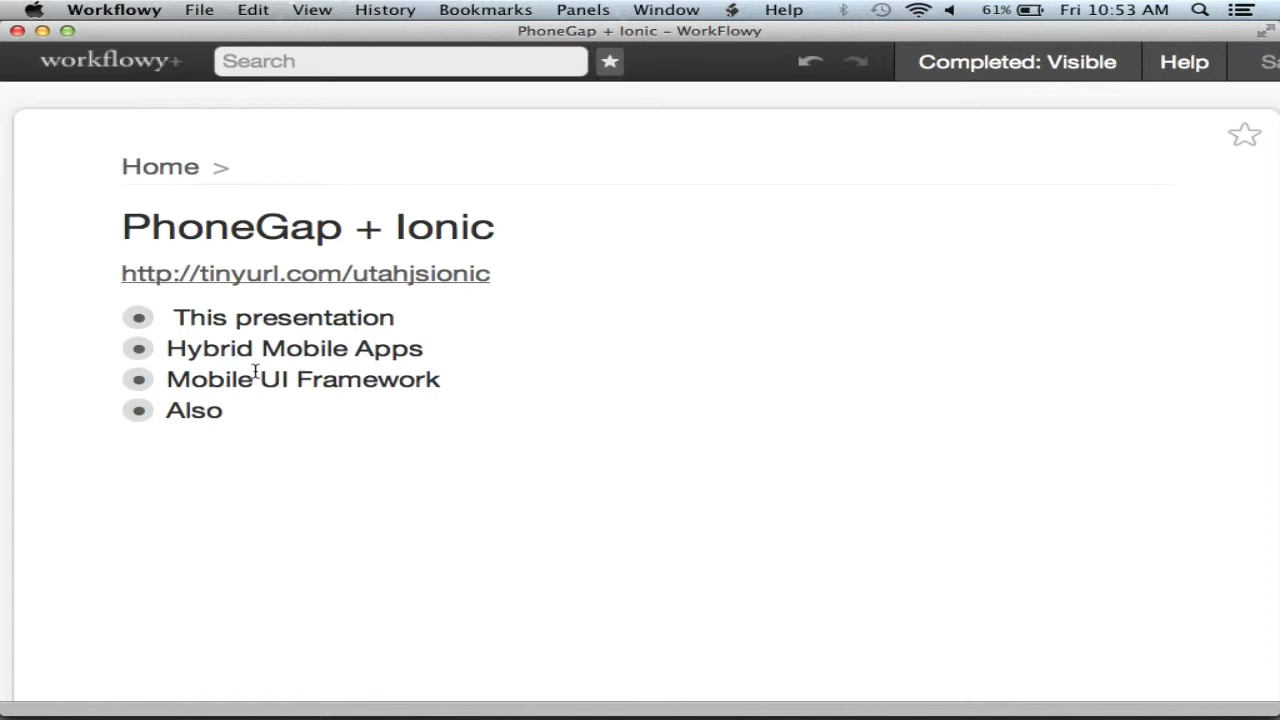 Workflowy File Edit View History Bookmarks Panels Window Help 61% Fri 10:53 AM
PhoneGap + Ionic – WorkFlowy
workflowy+ Search Completed: Visible Help Sa
Home >
PhoneGap + Ionic
http://tinyurl.com/utahjsionic
This presentation
Hybrid Mobile Apps
Mobile UI Framework
Also